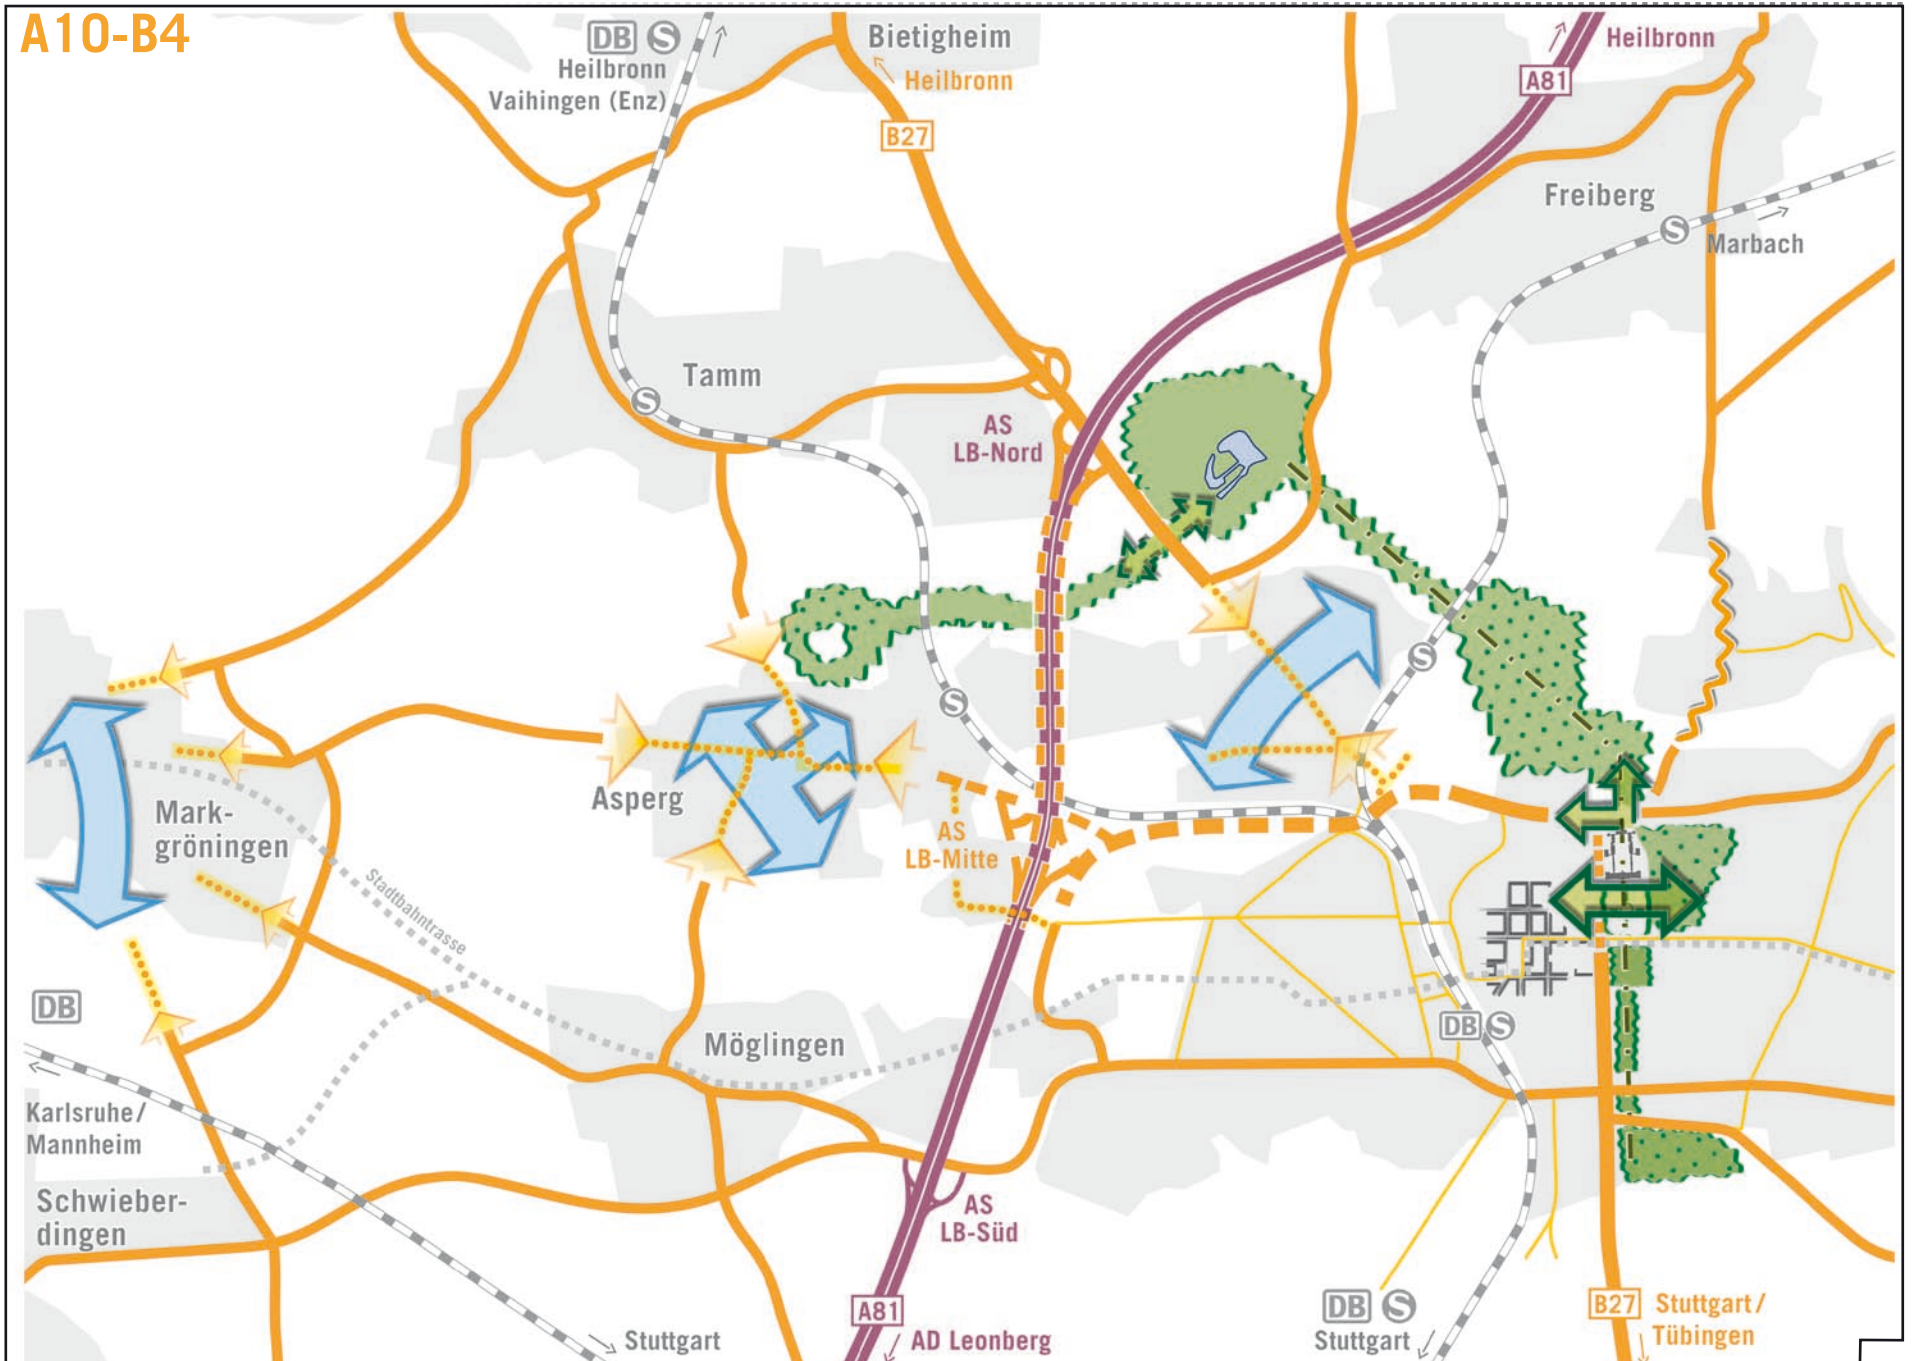 A10-B4
DB S
Heilbronn
Vaihingen (Enz)
Bietigheim
Heilbronn
B27
Heilbronn
A81
Freiberg
S
Marbach
Tamm
S
AS
LB-Nord
S
S
Asperg
Mark-
gröningen
AS
LB-Mitte
Stadtbahntrasse
DB
DB S
Möglingen
Karlsruhe/
Mannheim
Schwieber-
dingen
AS
LB-Süd
A81
AD Leonberg
Stuttgart
DB S
Stuttgart
B27
Stuttgart/
Tübingen